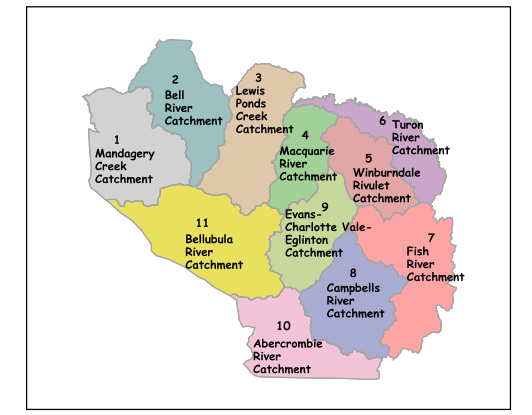 1
Mandagery
Creek
Catchment
2
Bell
River
Catchment
3
Lewis
Ponds
Creek
Catchment
4
Macquarie
River
Catchment
5
Winburndale
Rivulet
Catchment
6
Turon
River
Catchment
7
Fish
River
Catchment
8
Campbells
River
Catchment
9
Evans-
Charlotte Vale-
Eglinton
Catchment
10
Abercrombie
River
Catchment
11
Bellubula
River
Catchment